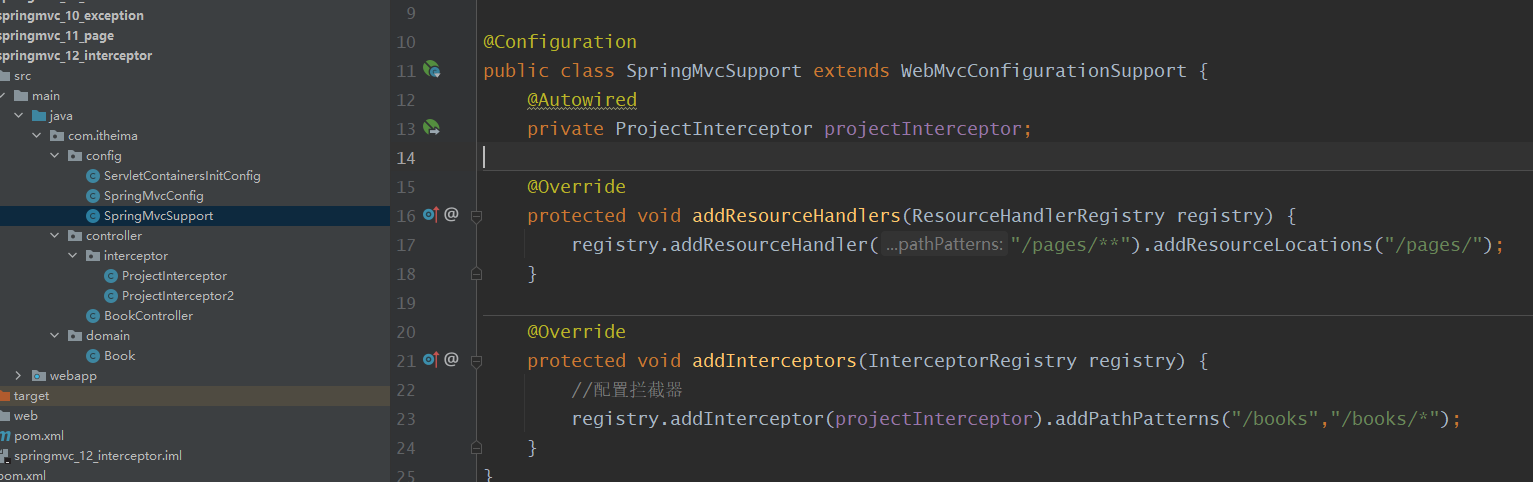 springmvc_10_exception
springmvc_11_page
springmvc_12_interceptor
src
main
java
com.itheima
config
ServletContainersInitConfig
SpringMvcConfig
SpringMvcSupport
controller
interceptor
ProjectInterceptor
ProjectInterceptor2
BookController
domain
Book
webapp
target
web
pom.xml
springmvc_12_interceptor.iml
pom.xml
9
10 @Configuration
11 public class SpringMvcSupport extends WebMvcConfigurationSupport {
12 @Autowired
13 private ProjectInterceptor projectInterceptor;
14
15 @Override
16 @ protected void addResourceHandlers(ResourceHandlerRegistry registry) {
17 registry.addResourceHandler( ...pathPatterns: "/pages/**").addResourceLocations("/pages/");
18 }
19
20 @Override
21 @ protected void addInterceptors(InterceptorRegistry registry) {
22 //配置拦截器
23 registry.addInterceptor(projectInterceptor).addPathPatterns("/books","/books/*");
24 }
25 }